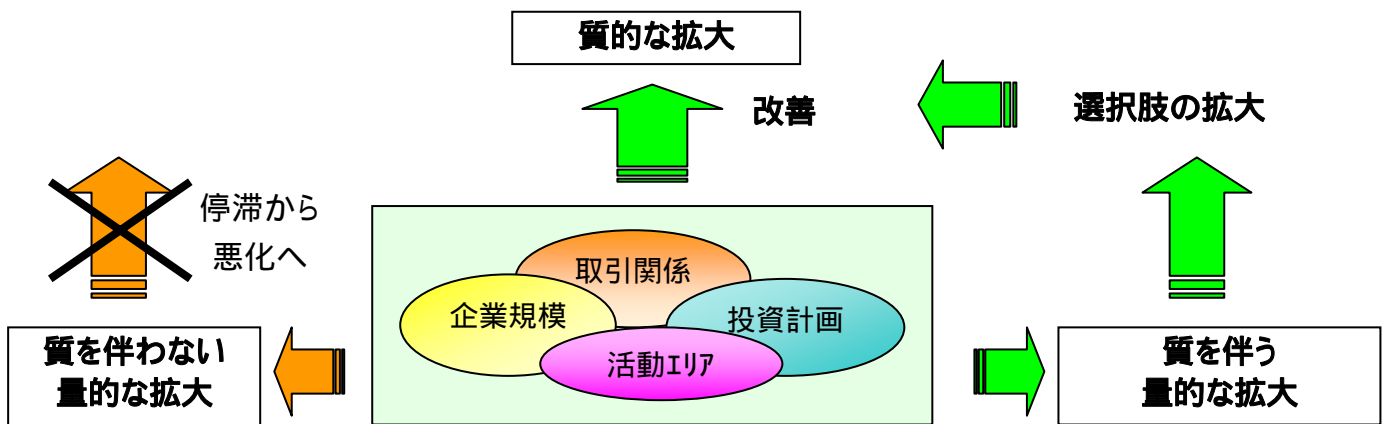 質的な拡大
改善
選択肢の拡大
停滞から
悪化へ
取引関係
企業規模
投資計画
活動ｴﾘｱ
質を伴わない
量的な拡大
質を伴う
量的な拡大